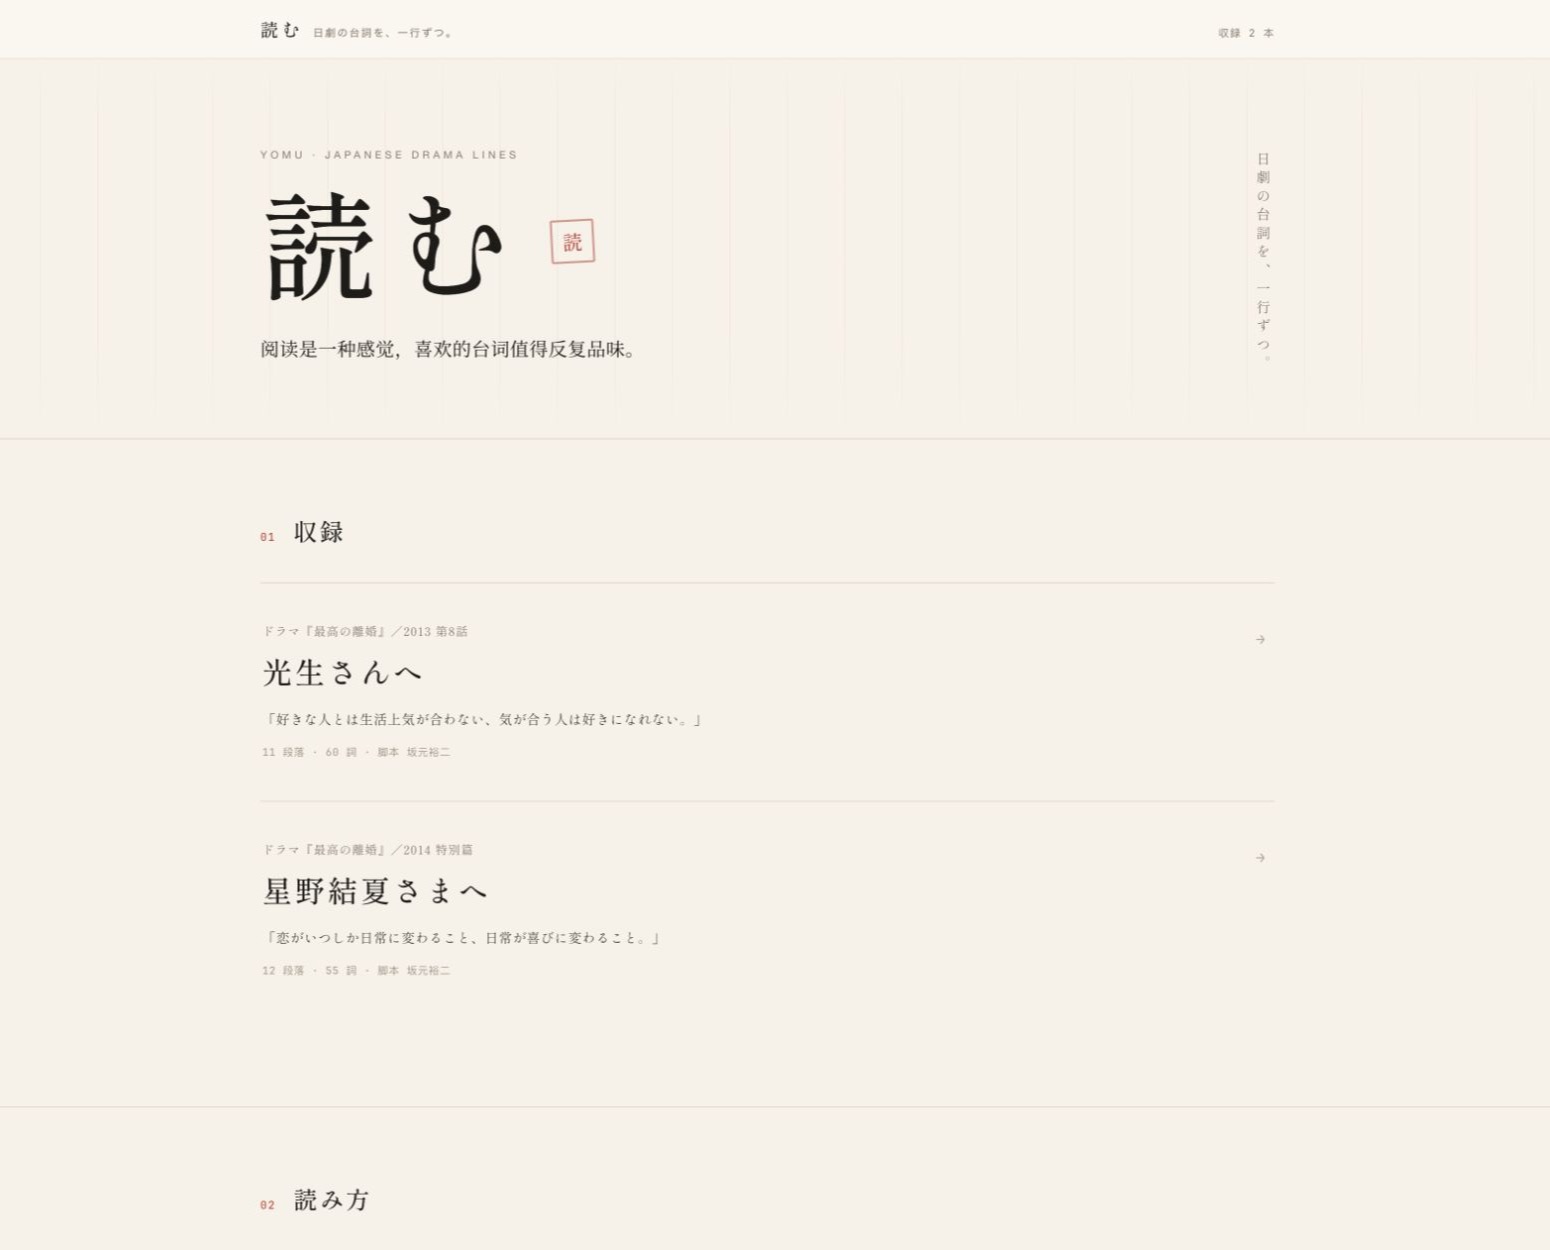 読む 日劇の台詞を、一行ずつ。
収録 2 本
YOMU · JAPANESE DRAMA LINES
読む
読
阅读是一种感觉，喜欢的台词值得反复品味。
日劇の台詞を、一行ずつ。
01 収録
ドラマ『最高の離婚』／2013 第8話
→
光生さんへ
「好きな人とは生活上気が合わない、気が合う人は好きになれない。」
11 段落 · 60 詞 · 脚本 坂元裕二
ドラマ『最高の離婚』／2014 特別篇
→
星野結夏さまへ
「恋がいつしか日常に変わること、日常が喜びに変わること。」
12 段落 · 55 詞 · 脚本 坂元裕二
02 読み方